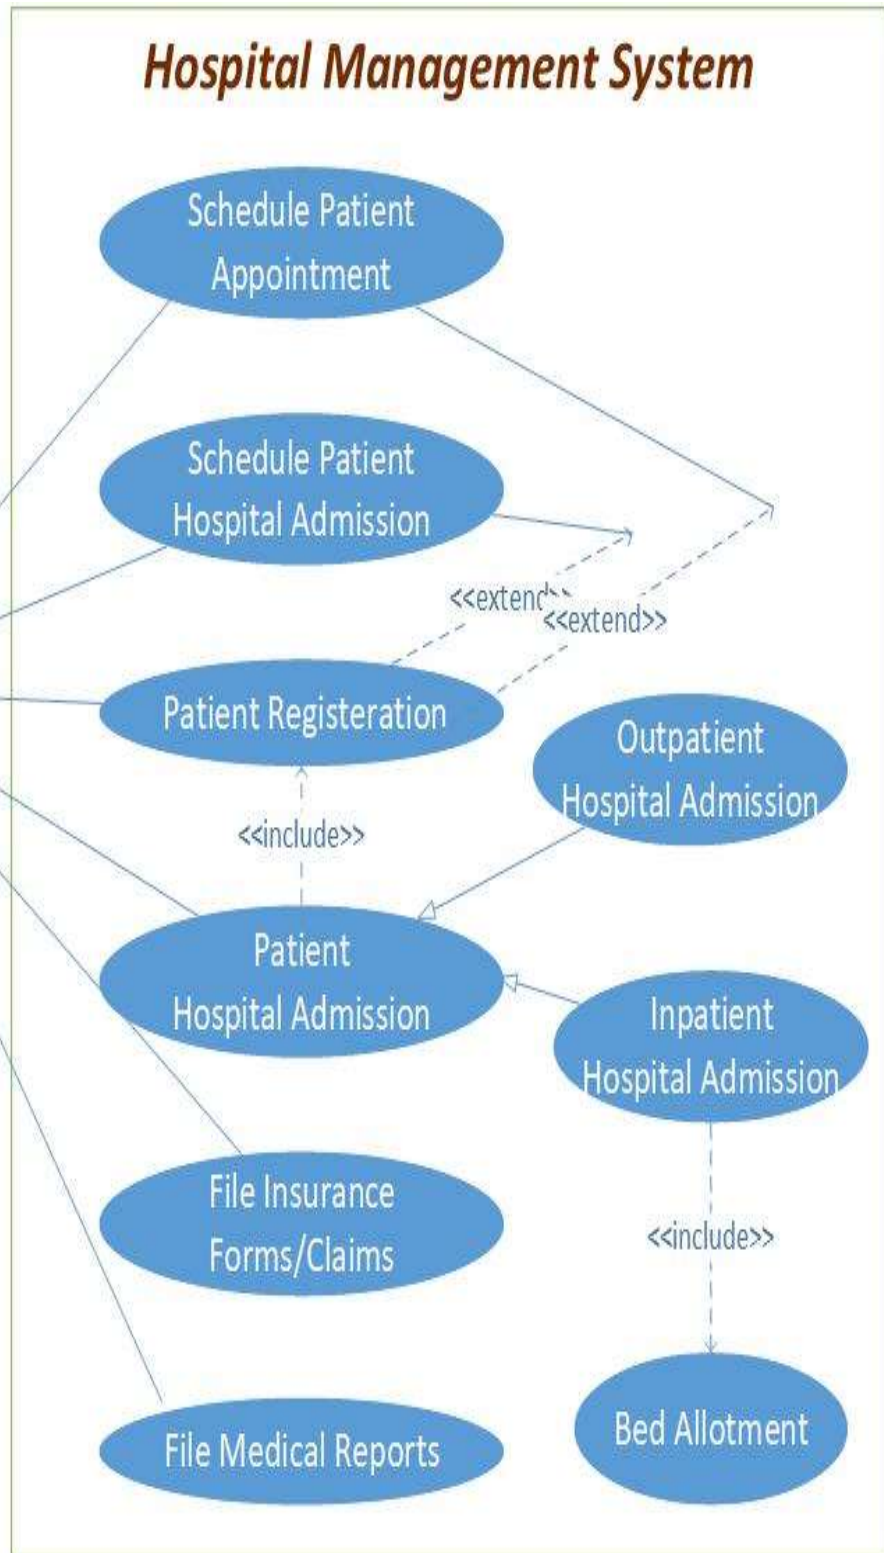 Hospital Management System
Schedule Patient
Appointment
Schedule Patient
Hospital Admission
<<extend>>
<<extend>>
Patient Registeration
Outpatient
Hospital Admission
<<include>>
Patient
Hospital Admission
Inpatient
Hospital Admission
File Insurance
Forms/Claims
<<include>>
Bed Allotment
File Medical Reports